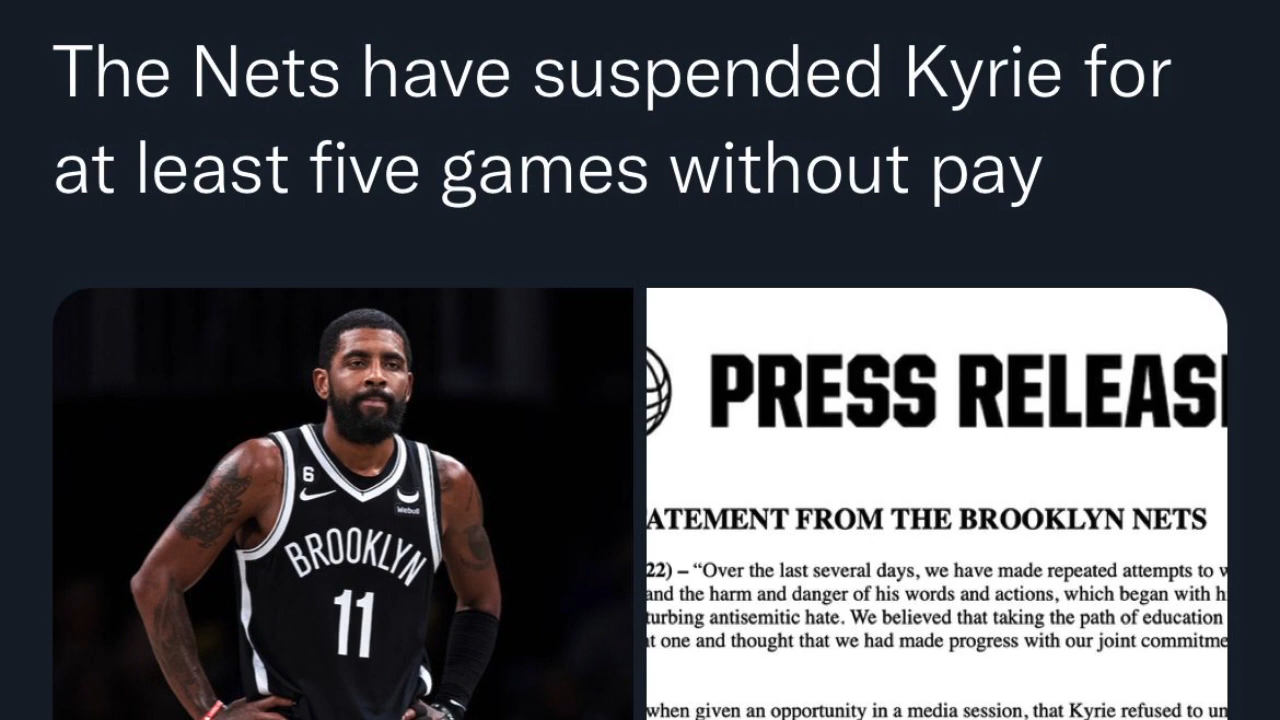 The Nets have suspended Kyrie for
at least five games without pay
6
Webull
BROOKLYN
11
PRESS RELEAS
ATEMENT FROM THE BROOKLYN NETS
22) – “Over the last several days, we have made repeated attempts to w
and the harm and danger of his words and actions, which began with h
turbing antisemitic hate. We believed that taking the path of education
t one and thought that we had made progress with our joint commitme
when given an opportunity in a media session, that Kyrie refused to un